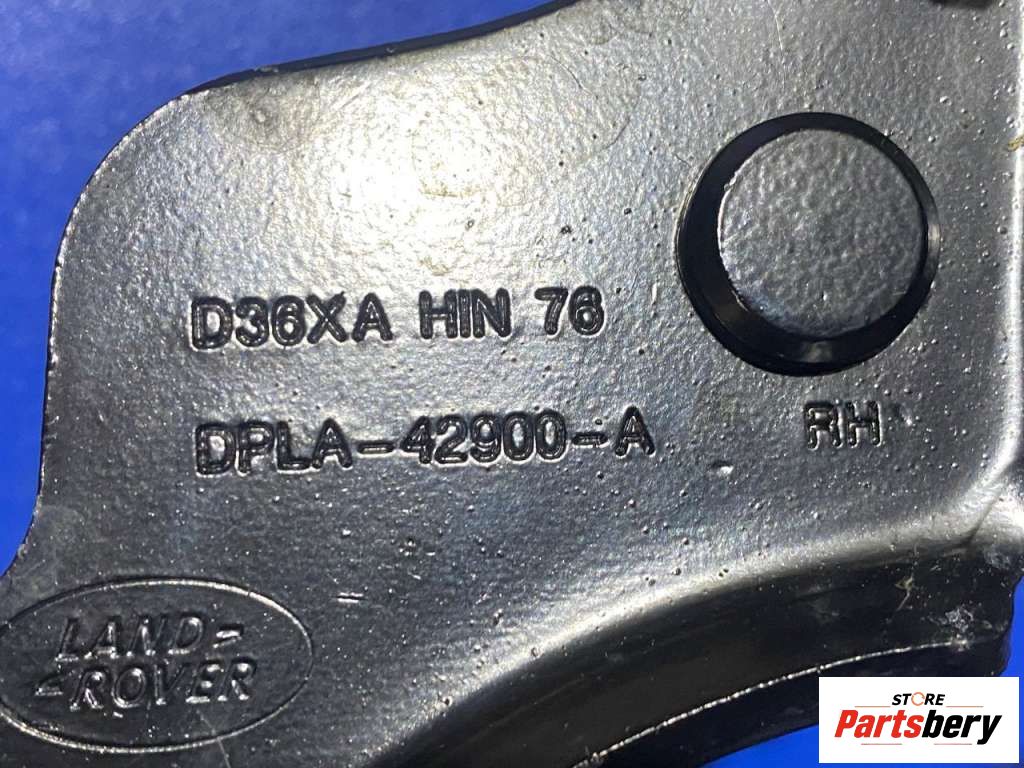 D36XA HIN 76
DPLA-42900-A
RH
LAND-
-ROVER
STORE
Partsbery